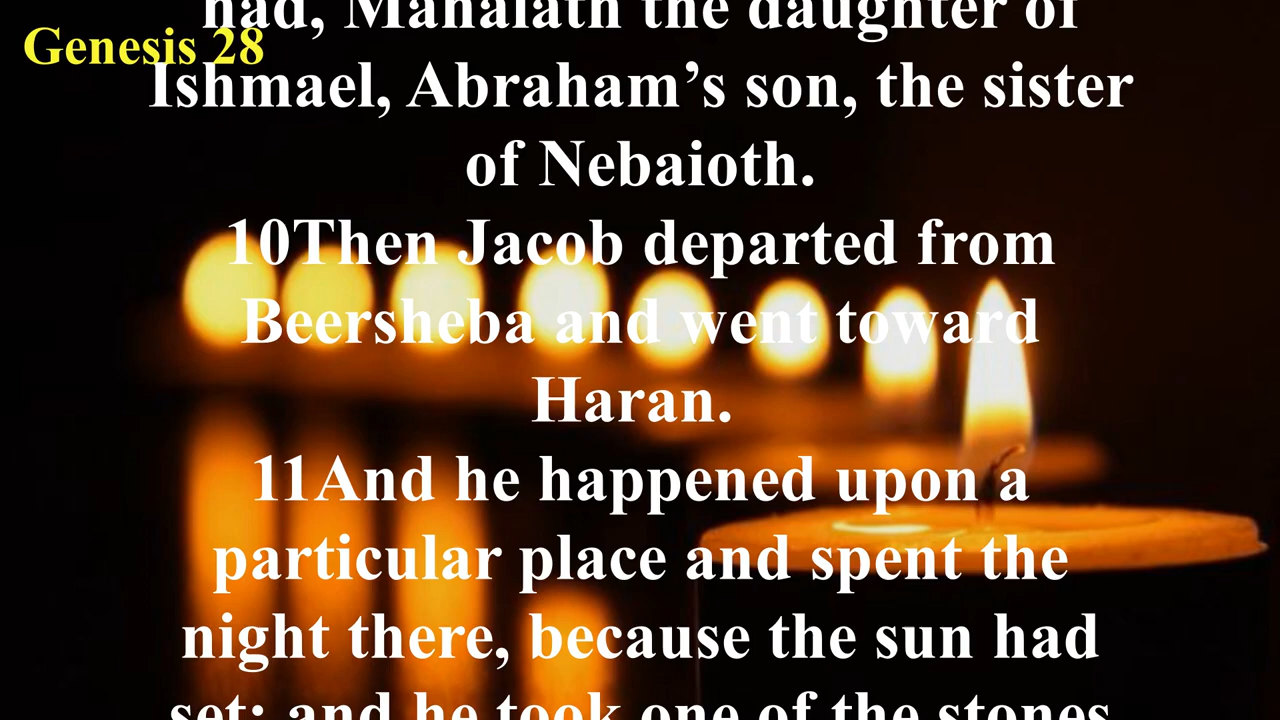 had, Mahalath the daughter of
Genesis 28
Ishmael, Abraham’s son, the sister
of Nebaioth.
10Then Jacob departed from
Beersheba and went toward
Haran.
11And he happened upon a
particular place and spent the
night there, because the sun had
set; and he took one of the stones